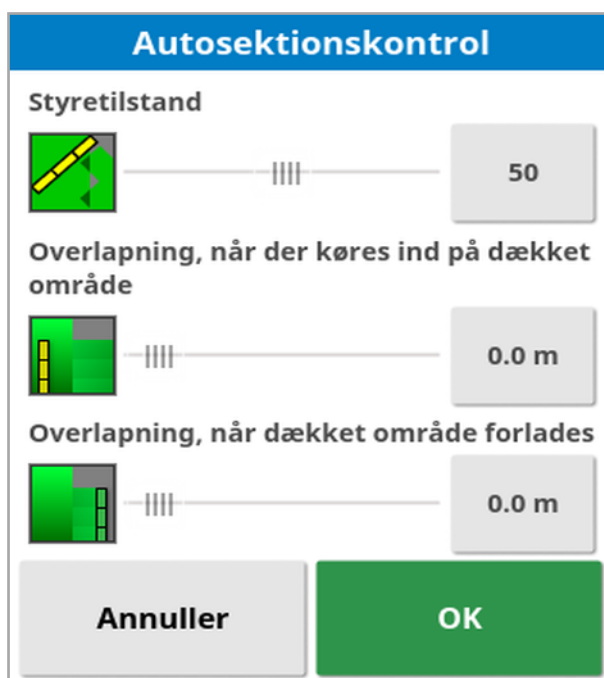 Autosektionskontrol
Styretilstand
50
Overlapning, når der køres ind på dækket
område
0.0 m
Overlapning, når dækket område forlades
0.0 m
Annuller
OK